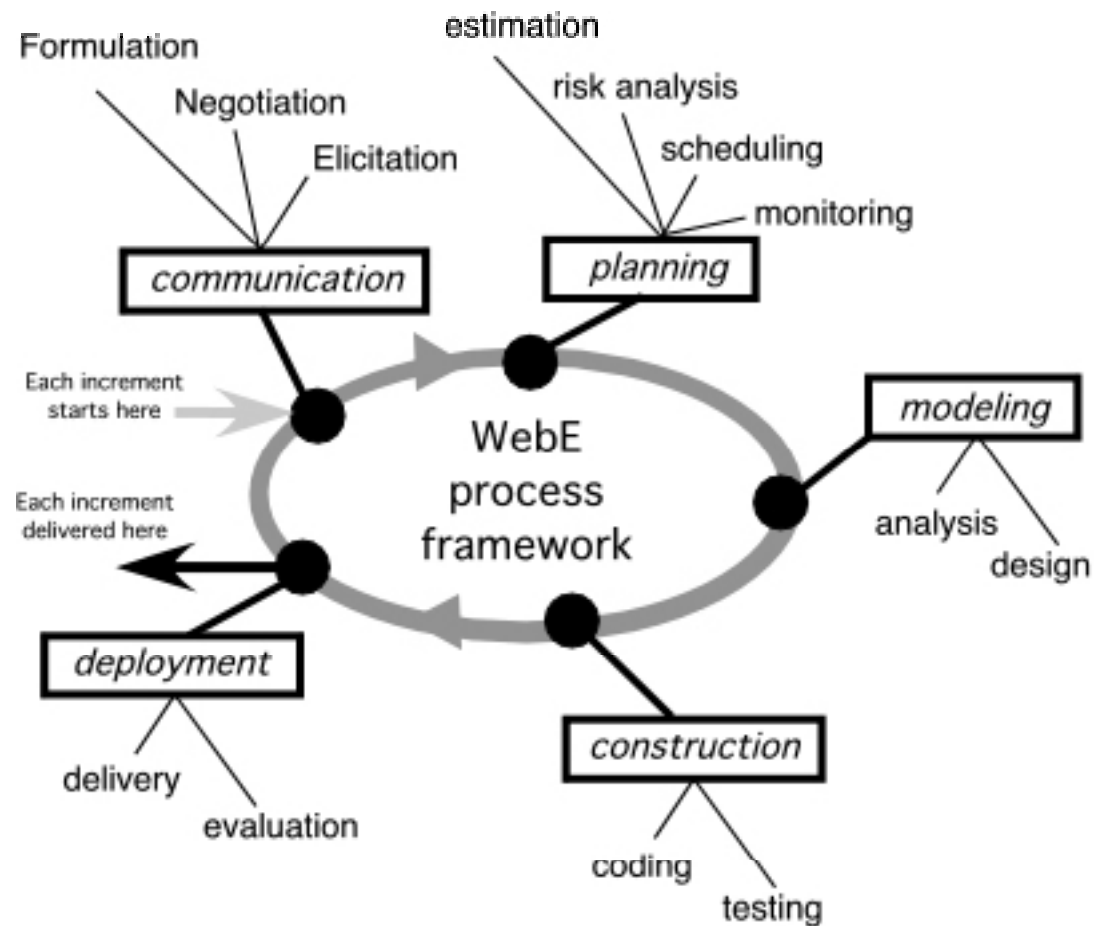 Formulation
Negotiation
Elicitation
communication
estimation
risk analysis
scheduling
monitoring
planning
Each increment
starts here
WebE
process
framework
modeling
analysis
design
Each increment
delivered here
deployment
delivery
evaluation
construction
coding
testing